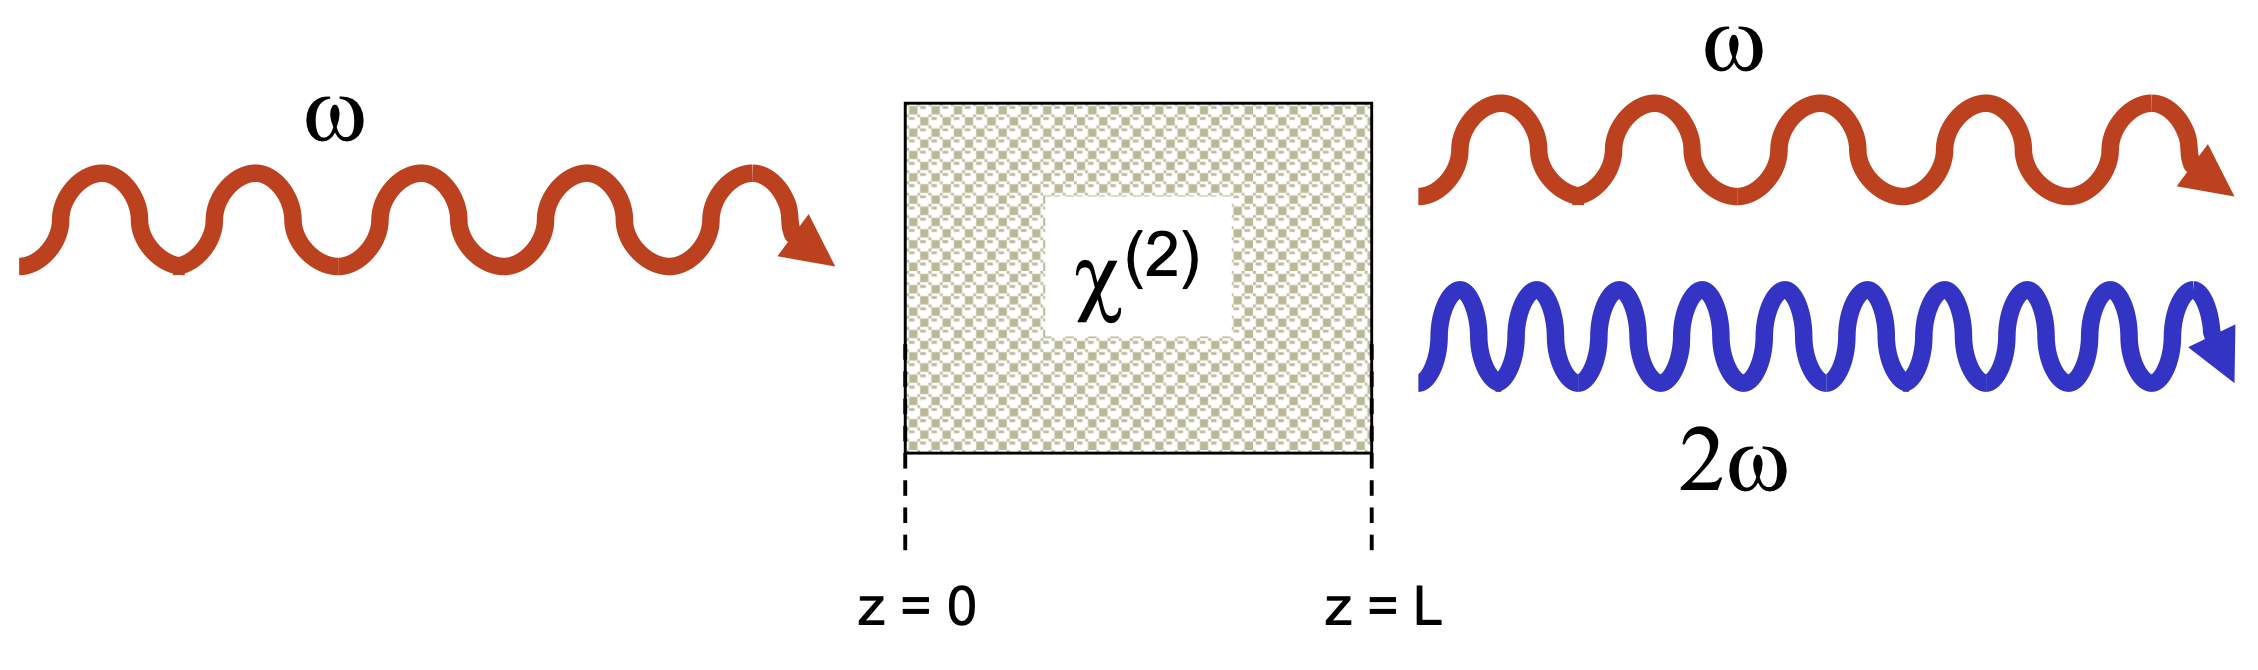 ω
ω
χ(2)
2ω
z = 0
z = L